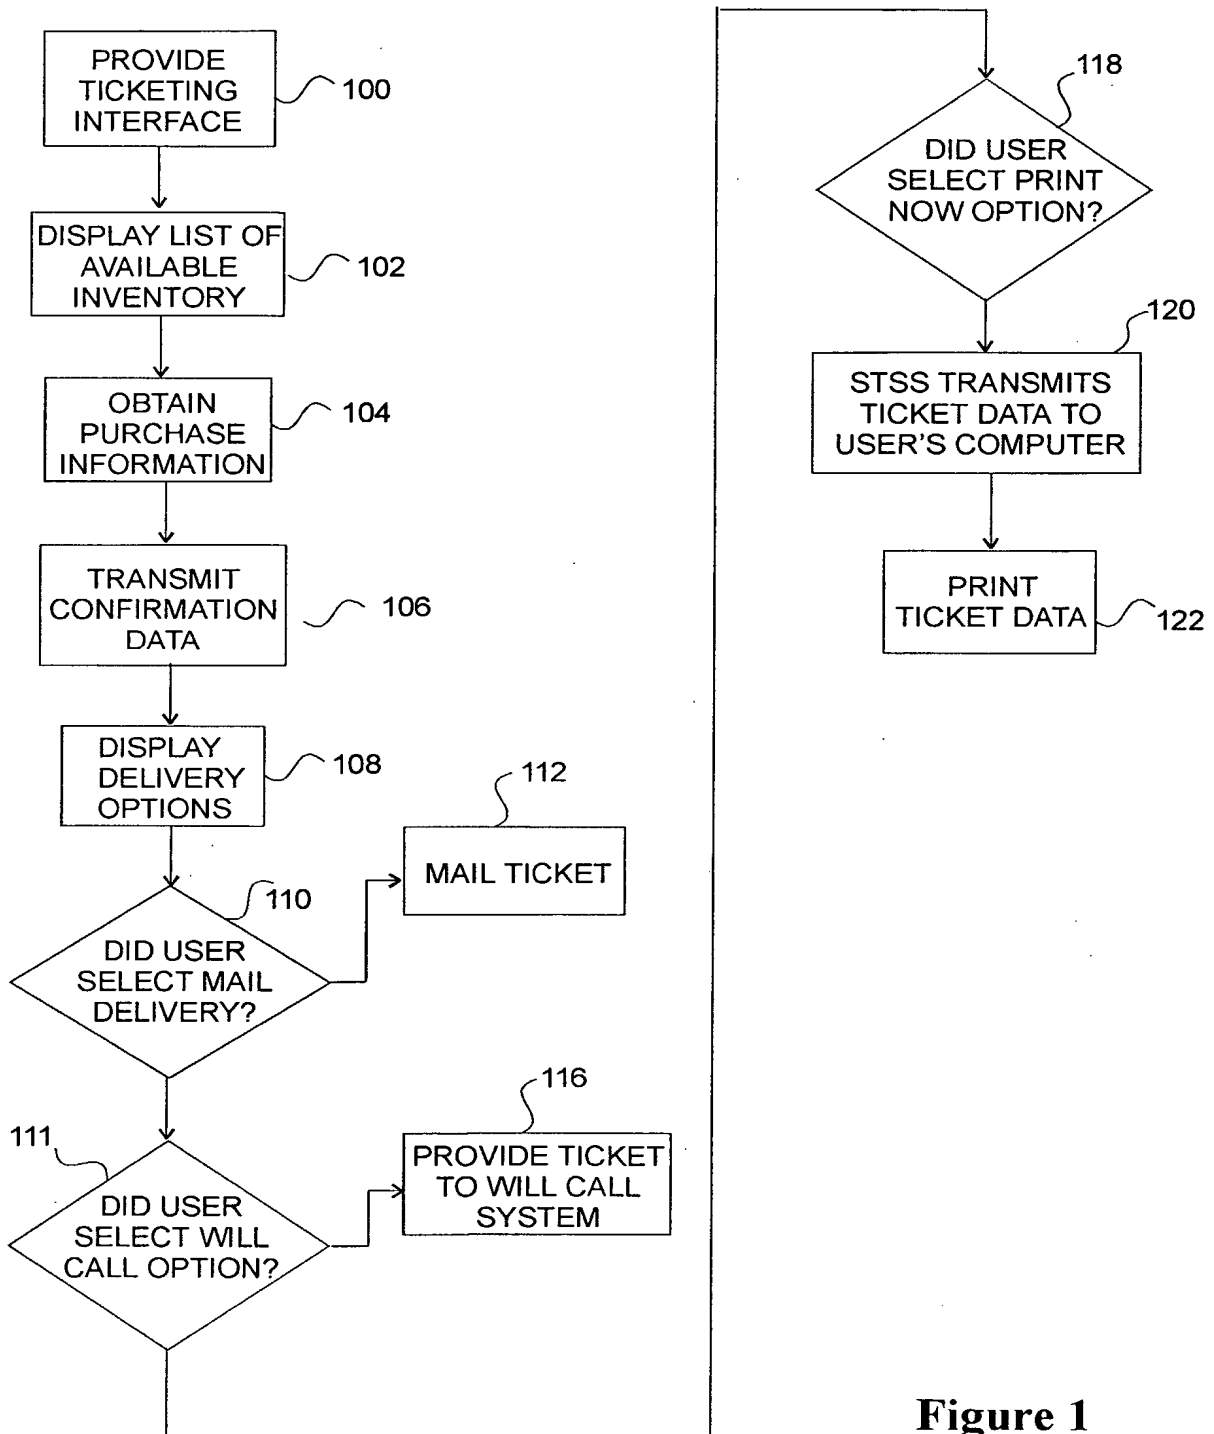 PROVIDE
TICKETING
INTERFACE
100
DISPLAY LIST OF
AVAILABLE
INVENTORY
102
OBTAIN
PURCHASE
INFORMATION
104
TRANSMIT
CONFIRMATION
DATA
106
DISPLAY
DELIVERY
OPTIONS
108
DID USER
SELECT MAIL
DELIVERY?
110
MAIL TICKET
112
DID USER
SELECT WILL
CALL OPTION?
111
PROVIDE TICKET
TO WILL CALL
SYSTEM
116
DID USER
SELECT PRINT
NOW OPTION?
118
STSS TRANSMITS
TICKET DATA TO
USER'S COMPUTER
120
PRINT
TICKET DATA
122
Figure 1